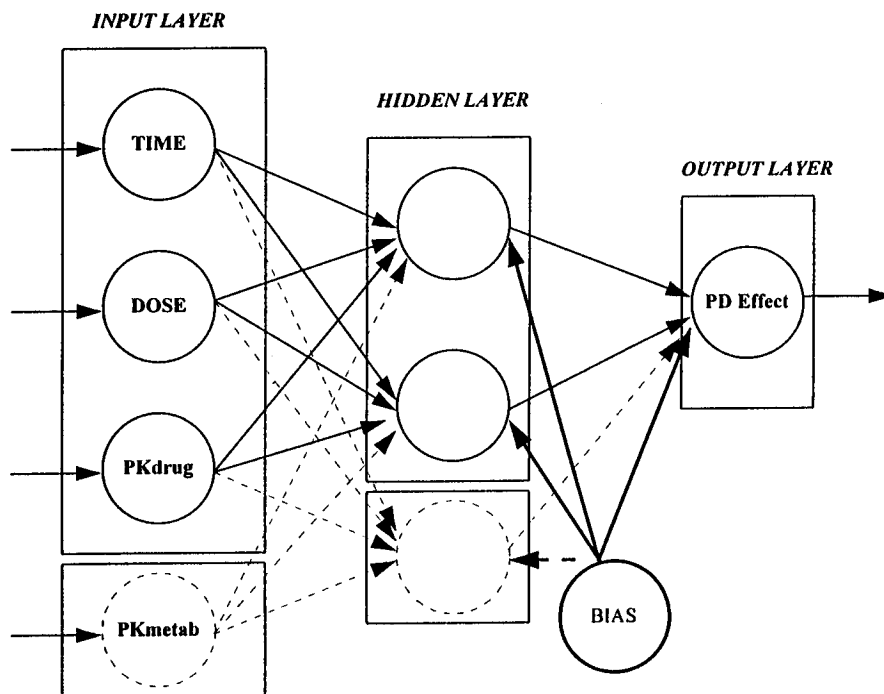 INPUT LAYER
HIDDEN LAYER
OUTPUT LAYER
TIME
DOSE
PKdrug
PKmetab
PD Effect
BIAS